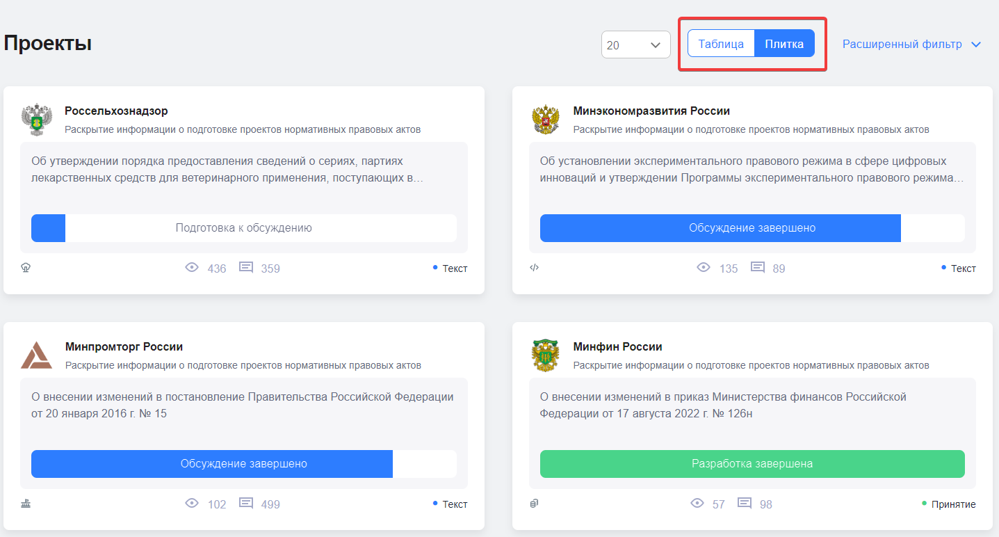 Проекты
20
Таблица
Плитка
Расширенный фильтр
Россельхознадзор
Раскрытие информации о подготовке проектов нормативных правовых актов
Об утверждении порядка предоставления сведений о сериях, партиях
лекарственных средств для ветеринарного применения, поступающих в...
Подготовка к обсуждению
436
359
Текст
Минэкономразвития России
Раскрытие информации о подготовке проектов нормативных правовых актов
Об установлении экспериментального правового режима в сфере цифровых
инноваций и утверждении Программы экспериментального правового режима...
Обсуждение завершено
135
89
Текст
Минпромторг России
Раскрытие информации о подготовке проектов нормативных правовых актов
О внесении изменений в постановление Правительства Российской Федерации
от 20 января 2016 г. № 15
Обсуждение завершено
102
499
Текст
Минфин России
Раскрытие информации о подготовке проектов нормативных правовых актов
О внесении изменений в приказ Министерства финансов Российской
Федерации от 17 августа 2022 г. № 126н
Разработка завершена
57
98
Принятие